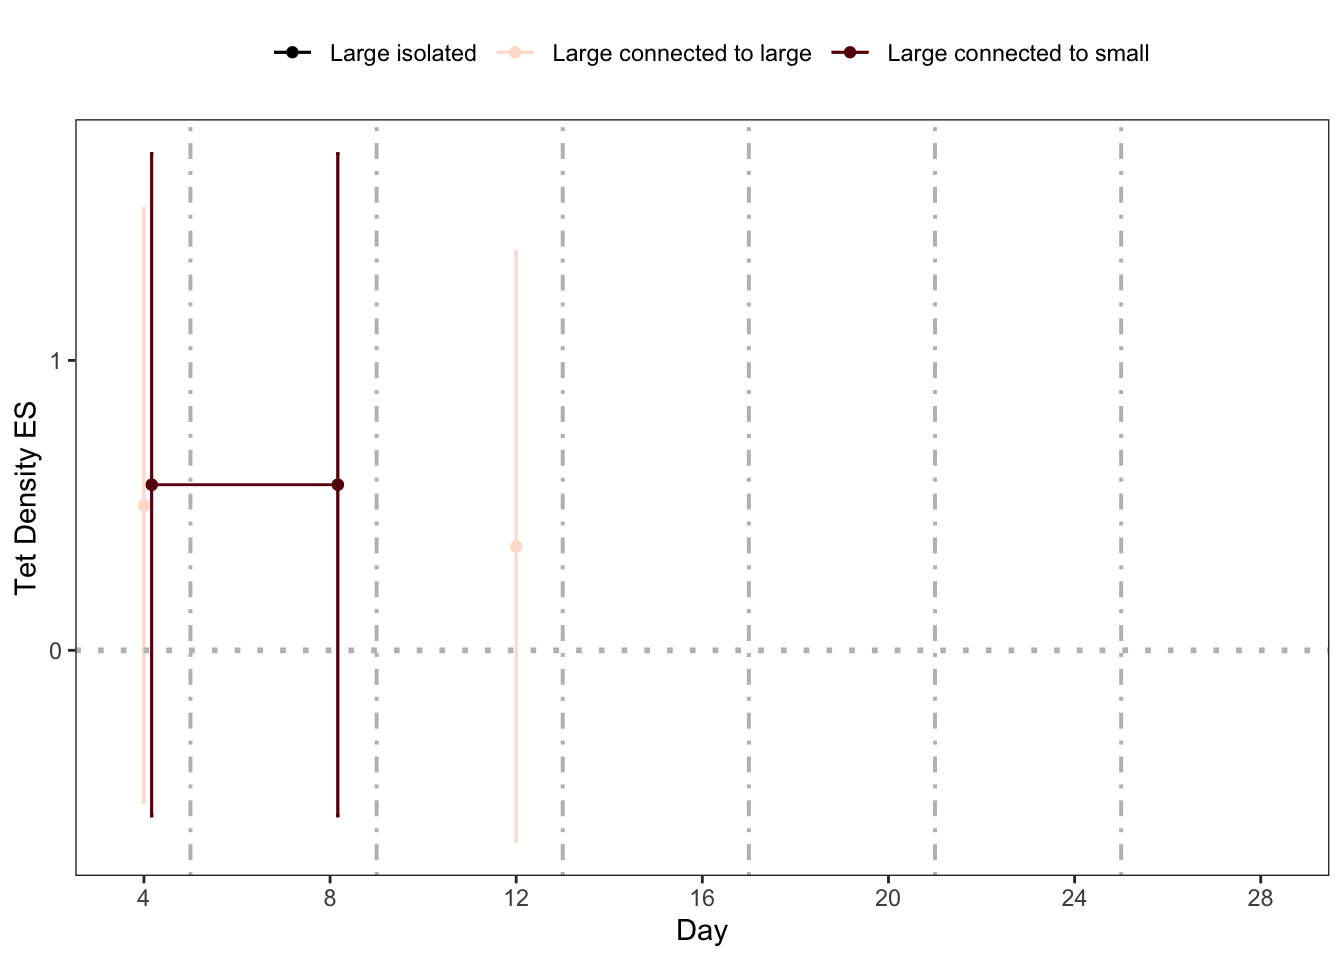 Large isolated Large connected to large Large connected to small
Tet Density ES
1
0
4 8 12 16 20 24 28
Day